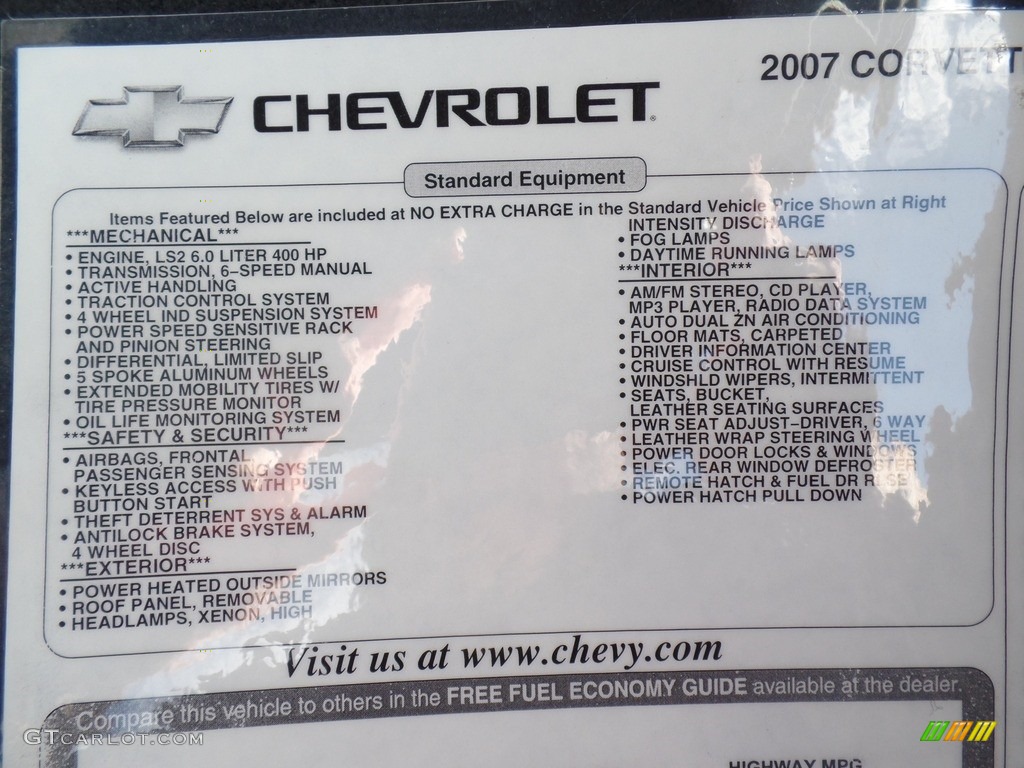 2007 CORVETT
CHEVROLET
Standard Equipment
Items Featured Below are included at NO EXTRA CHARGE in the Standard Vehicle Price Shown at Right
***MECHANICAL***
• ENGINE, LS2 6.0 LITER 400 HP
• TRANSMISSION, 6-SPEED MANUAL
• ACTIVE HANDLING
• TRACTION CONTROL SYSTEM
• 4 WHEEL IND SUSPENSION SYSTEM
• POWER SPEED SENSITIVE RACK
AND PINION STEERING
• DIFFERENTIAL, LIMITED SLIP
• 5 SPOKE ALUMINUM WHEELS
• EXTENDED MOBILITY TIRES W/
TIRE PRESSURE MONITOR
• OIL LIFE MONITORING SYSTEM
***SAFETY & SECURITY***
• AIRBAGS, FRONTAL,
PASSENGER SENSING SYSTEM
• KEYLESS ACCESS WITH PUSH
BUTTON START
• THEFT DETERRENT SYS & ALARM
• ANTILOCK BRAKE SYSTEM,
4 WHEEL DISC
***EXTERIOR***
• POWER HEATED OUTSIDE MIRRORS
• ROOF PANEL, REMOVABLE
• HEADLAMPS, XENON, HIGH
INTENSITY DISCHARGE
• FOG LAMPS
• DAYTIME RUNNING LAMPS
***INTERIOR***
• AM/FM STEREO, CD PLAYER,
MP3 PLAYER, RADIO DATA SYSTEM
• AUTO DUAL ZN AIR CONDITIONING
• FLOOR MATS, CARPETED
• DRIVER INFORMATION CENTER
• CRUISE CONTROL WITH RESUME
• WINDSHLD WIPERS, INTERMITTENT
• SEATS, BUCKET,
LEATHER SEATING SURFACES
• PWR SEAT ADJUST-DRIVER, 6 WAY
• LEATHER WRAP STEERING WHEEL
• POWER DOOR LOCKS & WINDOWS
• ELEC. REAR WINDOW DEFROSTER
• REMOTE HATCH & FUEL DR RLSE
• POWER HATCH PULL DOWN
Visit us at www.chevy.com
Compare this vehicle to others in the FREE FUEL ECONOMY GUIDE available at the dealer.
HIGHWAY MPG
GTCARLOT.COM